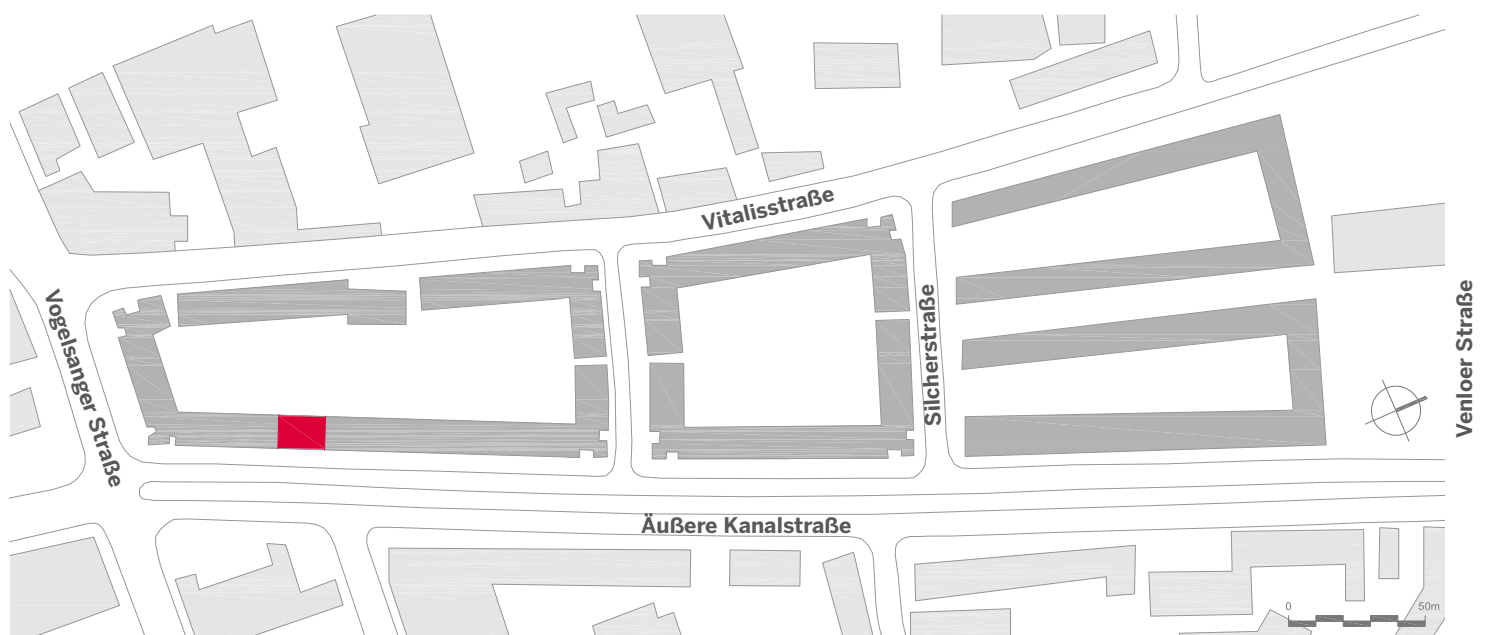 Vitalisstraße
Vogelsanger Straße
Silcherstraße
Venloer Straße
Äußere Kanalstraße
0 50m